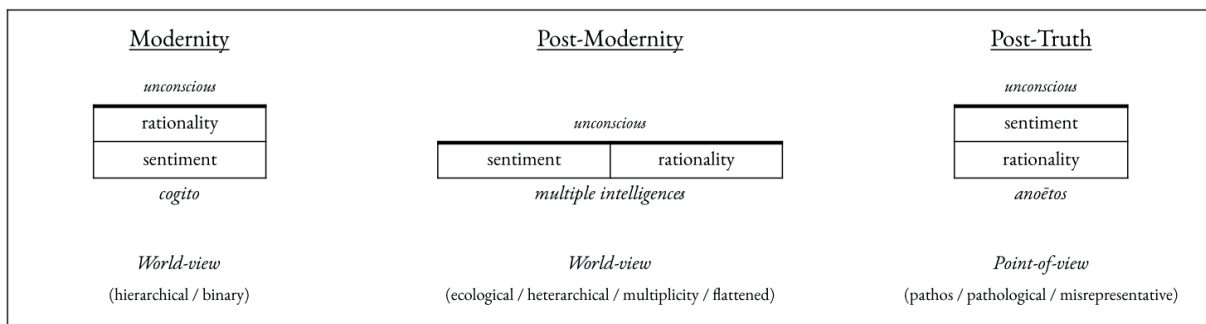 Modernity
unconscious
rationality
sentiment
cogito
World-view
(hierarchical / binary)
Post-Modernity
unconscious
sentiment rationality
multiple intelligences
World-view
(ecological / heterarchical / multiplicity / flattened)
Post-Truth
unconscious
sentiment
rationality
anoētos
Point-of-view
(pathos / pathological / misrepresentative)